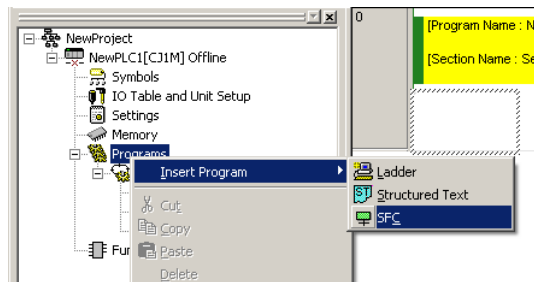 0
[Program Name : N
[Section Name : Se
NewProject
NewPLC1[CJ1M] Offline
Symbols
IO Table and Unit Setup
Settings
Memory
Programs
Insert Program
Ladder
Structured Text
SFC
Cut
Copy
Paste
Delete
Fun